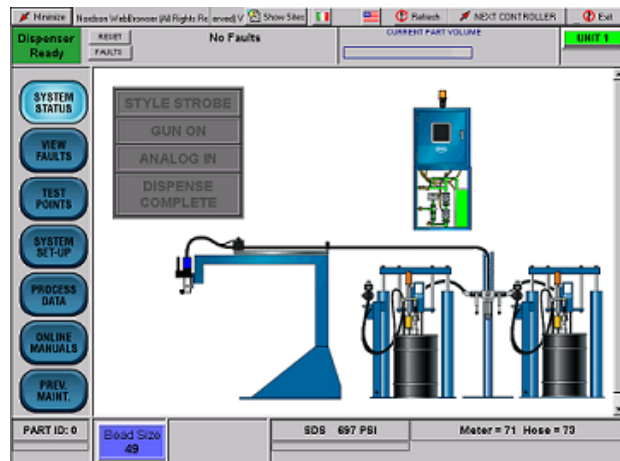 Minimize
Nordson WebBrowser (All Rights Re erved) V
Show Sites
Refresh
NEXT CONTROLLER
Exit
Dispenser
Ready
RESET
FAULTS
No Faults
CURRENT PART VOLUME
UNIT 1
SYSTEM
STATUS
VIEW
FAULTS
TEST
POINTS
SYSTEM
SET-UP
PROCESS
DATA
ONLINE
MANUALS
PREV.
MAINT.
STYLE STROBE
GUN ON
ANALOG IN
DISPENSE
COMPLETE
PART ID: 0
Bead Size
49
SDS 697 PSI
Meter = 71 Hose = 73